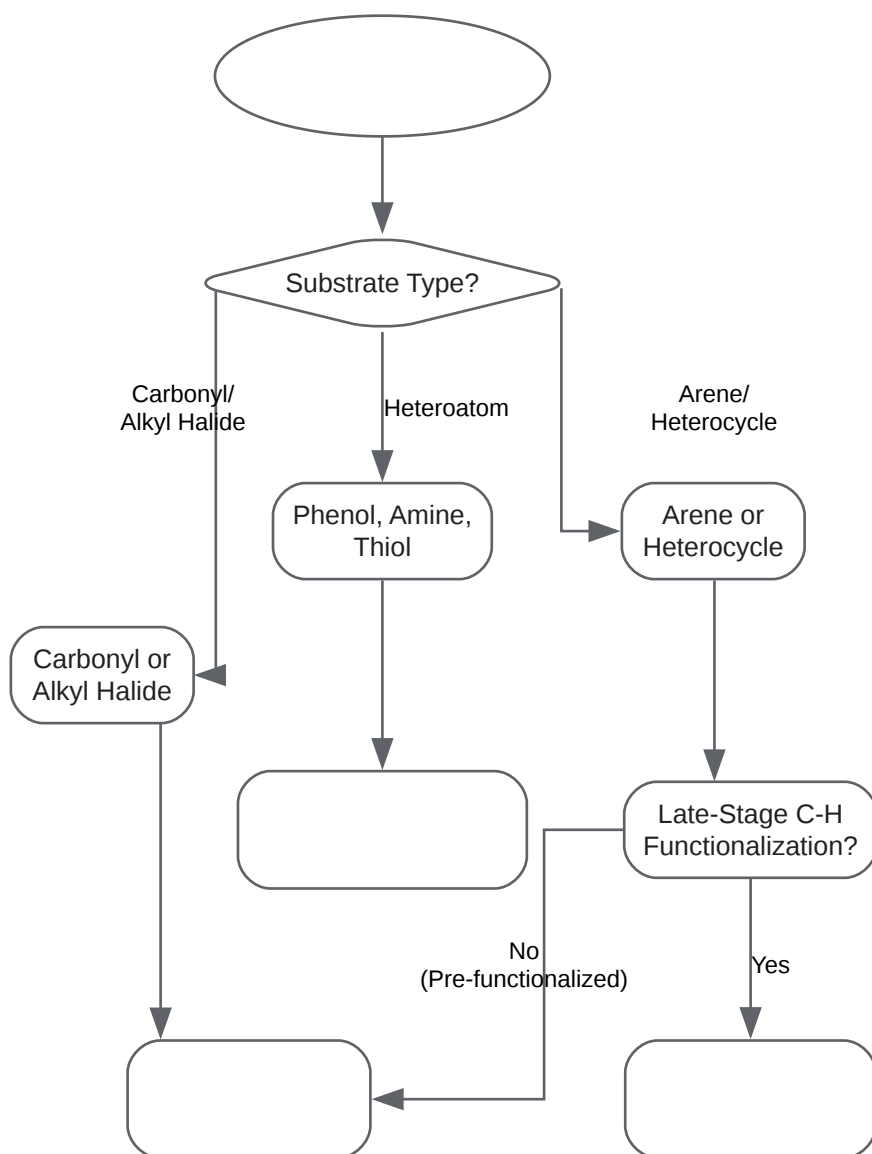 Substrate Type?
Carbonyl/
Alkyl Halide
Heteroatom
Arene/
Heterocycle
Phenol, Amine,
Thiol
Arene or
Heterocycle
Carbonyl or
Alkyl Halide
Late-Stage C-H
Functionalization?
No
(Pre-functionalized)
Yes